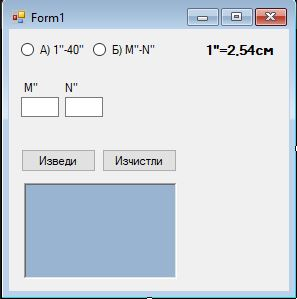 Form1
А) 1"-40" Б) M"-N" 1"=2,54см
M" N"
Изведи Изчистли